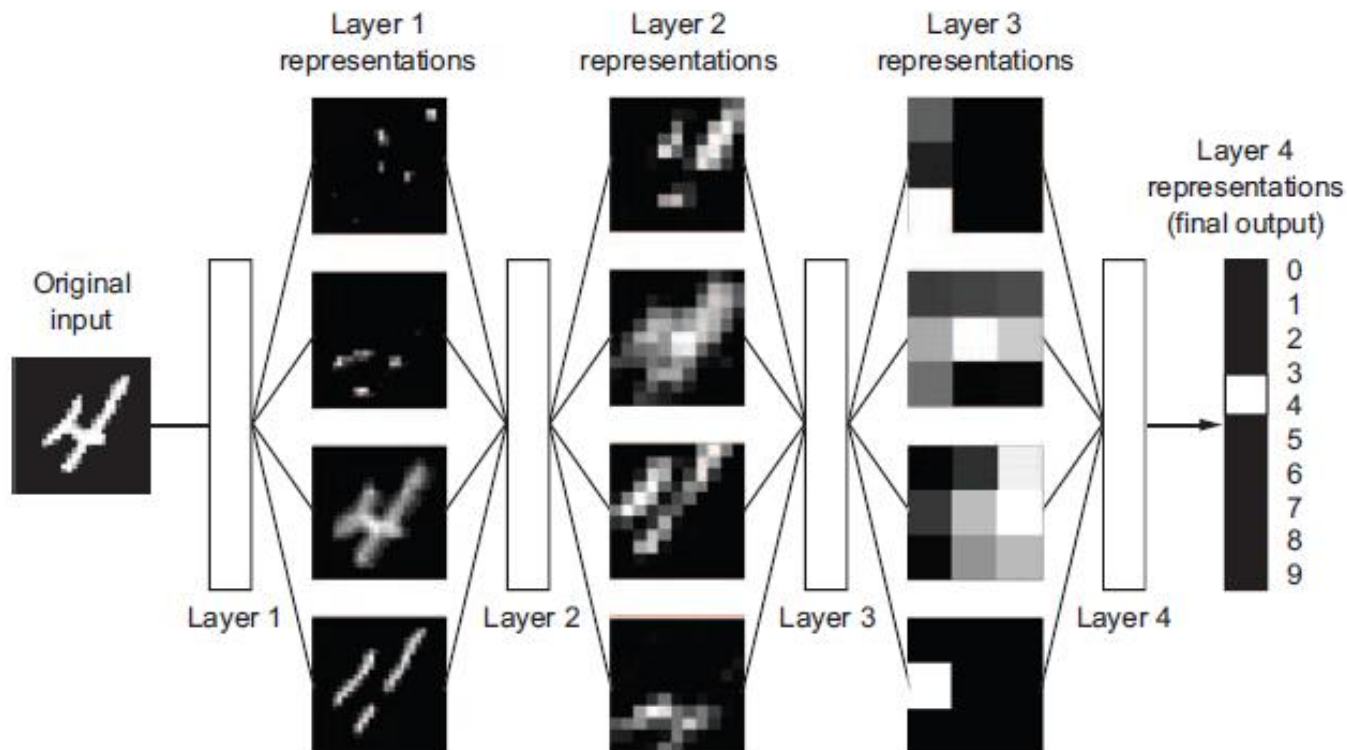 Layer 1
representations
Layer 2
representations
Layer 3
representations
Layer 4
representations
(final output)
Original
input
0
1
2
3
4
5
6
7
8
9
Layer 1
Layer 2
Layer 3
Layer 4